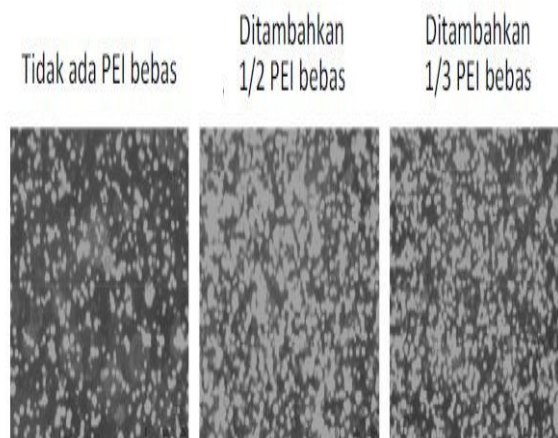 Tidak ada PEI bebas
Ditambahkan
1/2 PEI bebas
Ditambahkan
1/3 PEI bebas